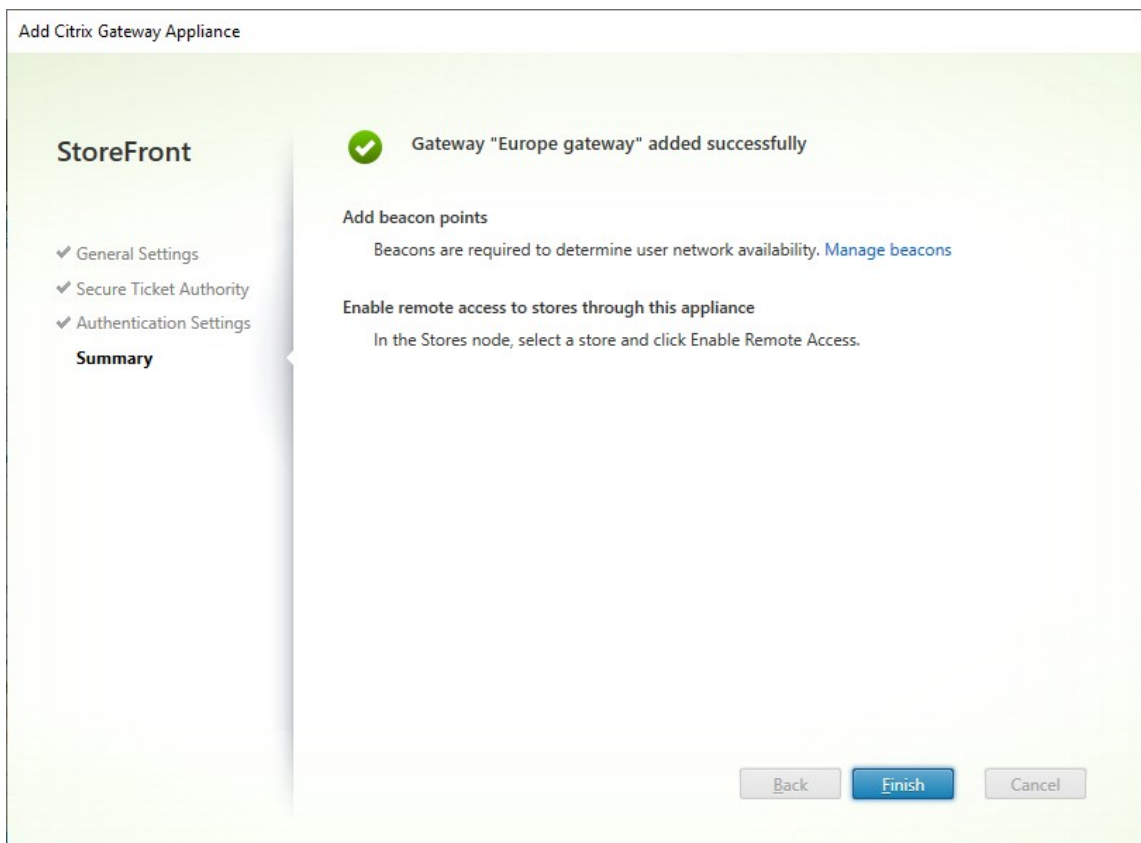 Add Citrix Gateway Appliance
StoreFront
General Settings
Secure Ticket Authority
Authentication Settings
Summary
Gateway "Europe gateway" added successfully
Add beacon points
Beacons are required to determine user network availability. Manage beacons
Enable remote access to stores through this appliance
In the Stores node, select a store and click Enable Remote Access.
Back
Finish
Cancel